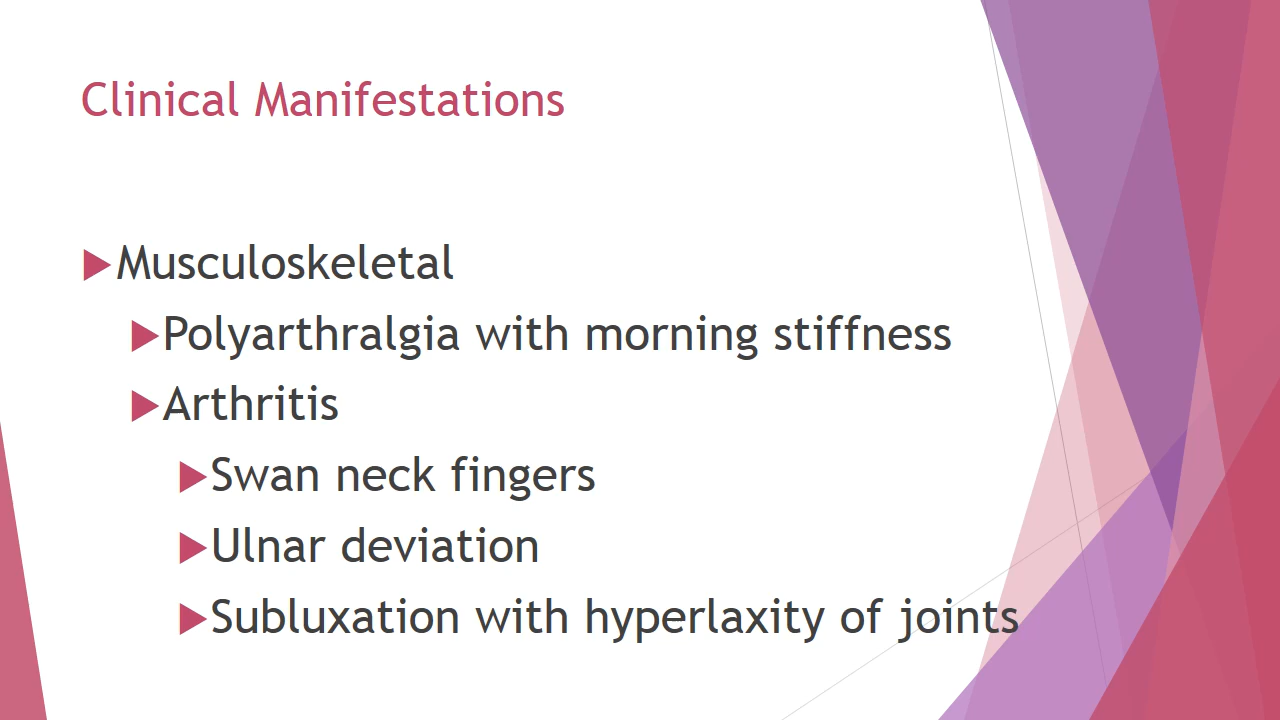 Clinical Manifestations
Musculoskeletal
Polyarthralgia with morning stiffness
Arthritis
Swan neck fingers
Ulnar deviation
Subluxation with hyperlaxity of joints